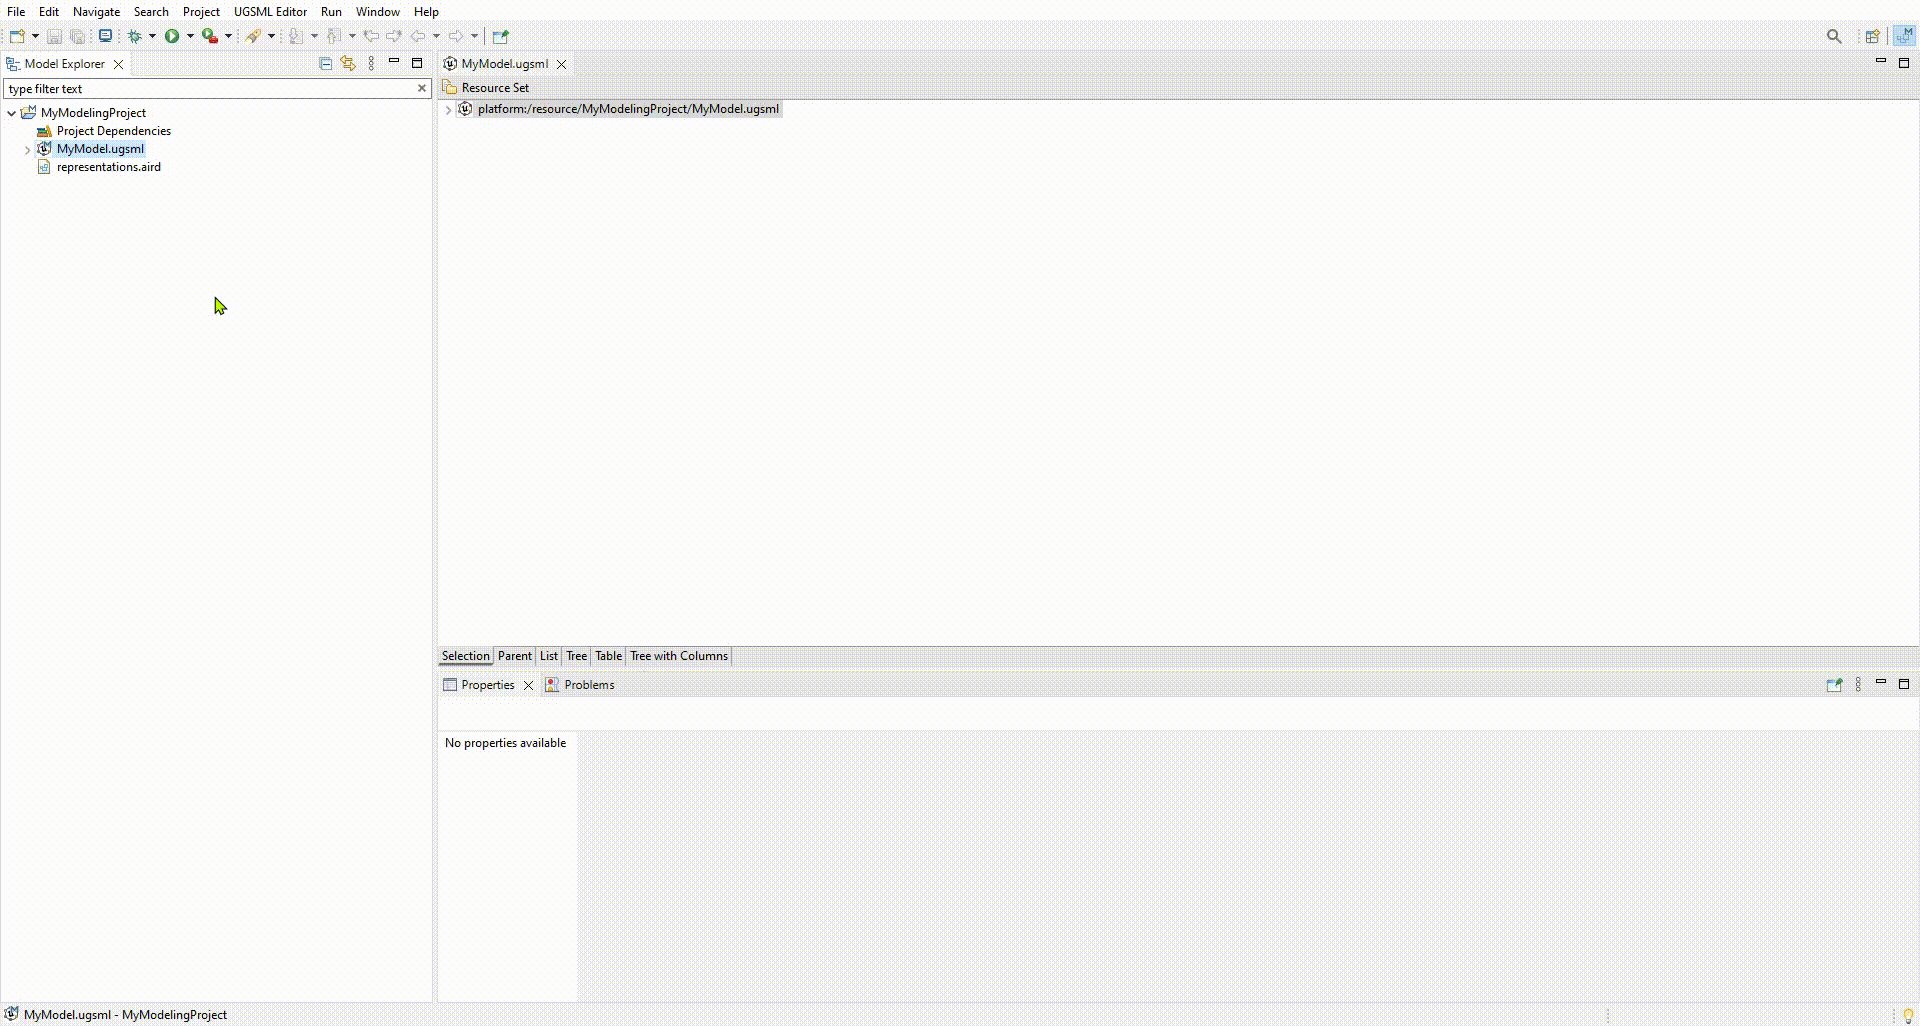 File Edit Navigate Search Project UGSML Editor Run Window Help
Model Explorer
type filter text
MyModelingProject
Project Dependencies
MyModel.ugsml
representations.aird
MyModel.ugsml
Resource Set
platform:/resource/MyModelingProject/MyModel.ugsml
Selection Parent List Tree Table Tree with Columns
Properties Problems
No properties available
MyModel.ugsml - MyModelingProject